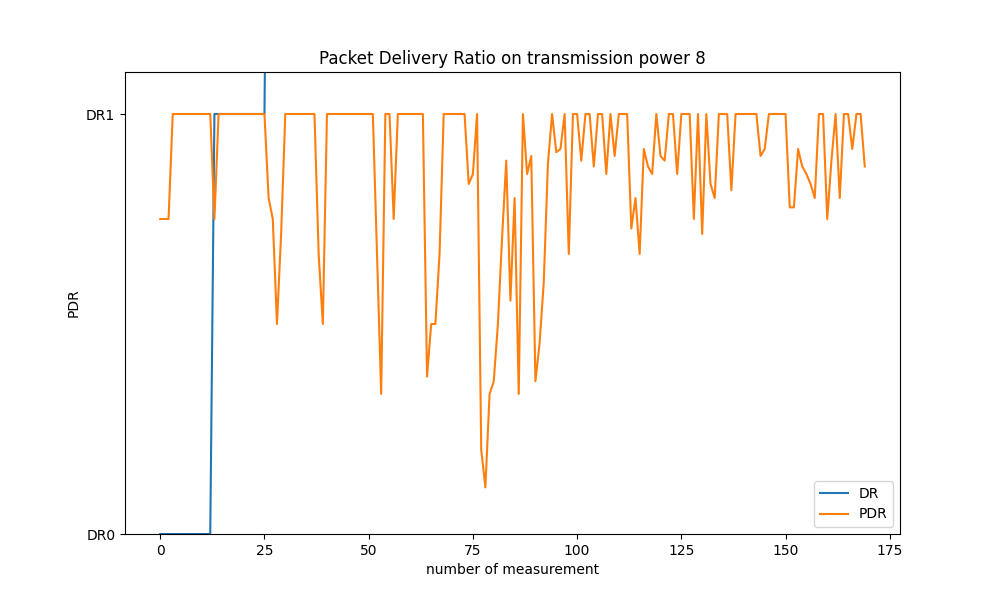 Packet Delivery Ratio on transmission power 8
DR1
PDR
DR0
0 25 50 75 100 125 150 175
number of measurement
DR
PDR